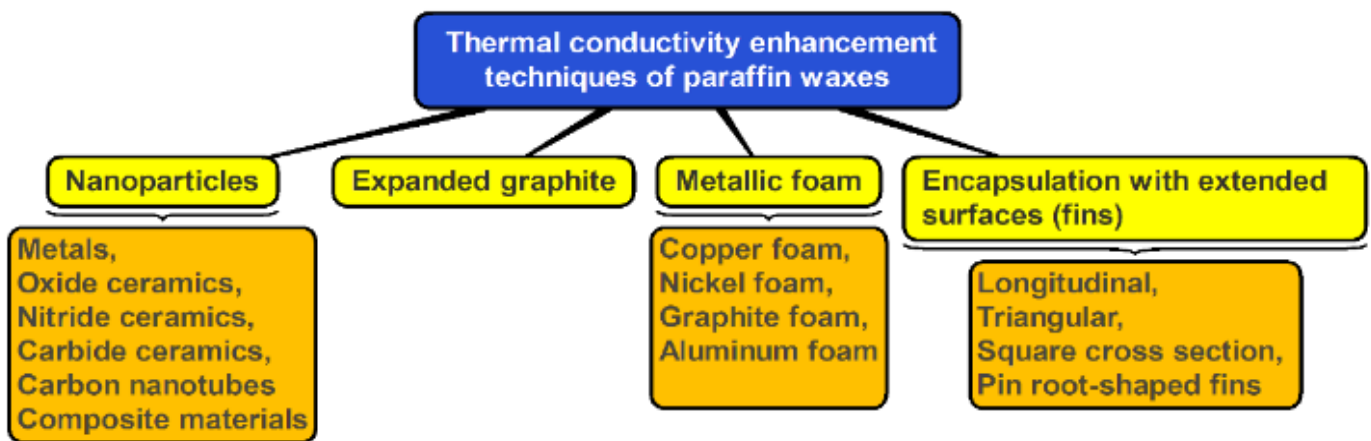 Thermal conductivity enhancement
techniques of paraffin waxes
Nanoparticles
Expanded graphite
Metallic foam
Encapsulation with extended
surfaces (fins)
Metals,
Oxide ceramics,
Nitride ceramics,
Carbide ceramics,
Carbon nanotubes
Composite materials
Copper foam,
Nickel foam,
Graphite foam,
Aluminum foam
Longitudinal,
Triangular,
Square cross section,
Pin root-shaped fins